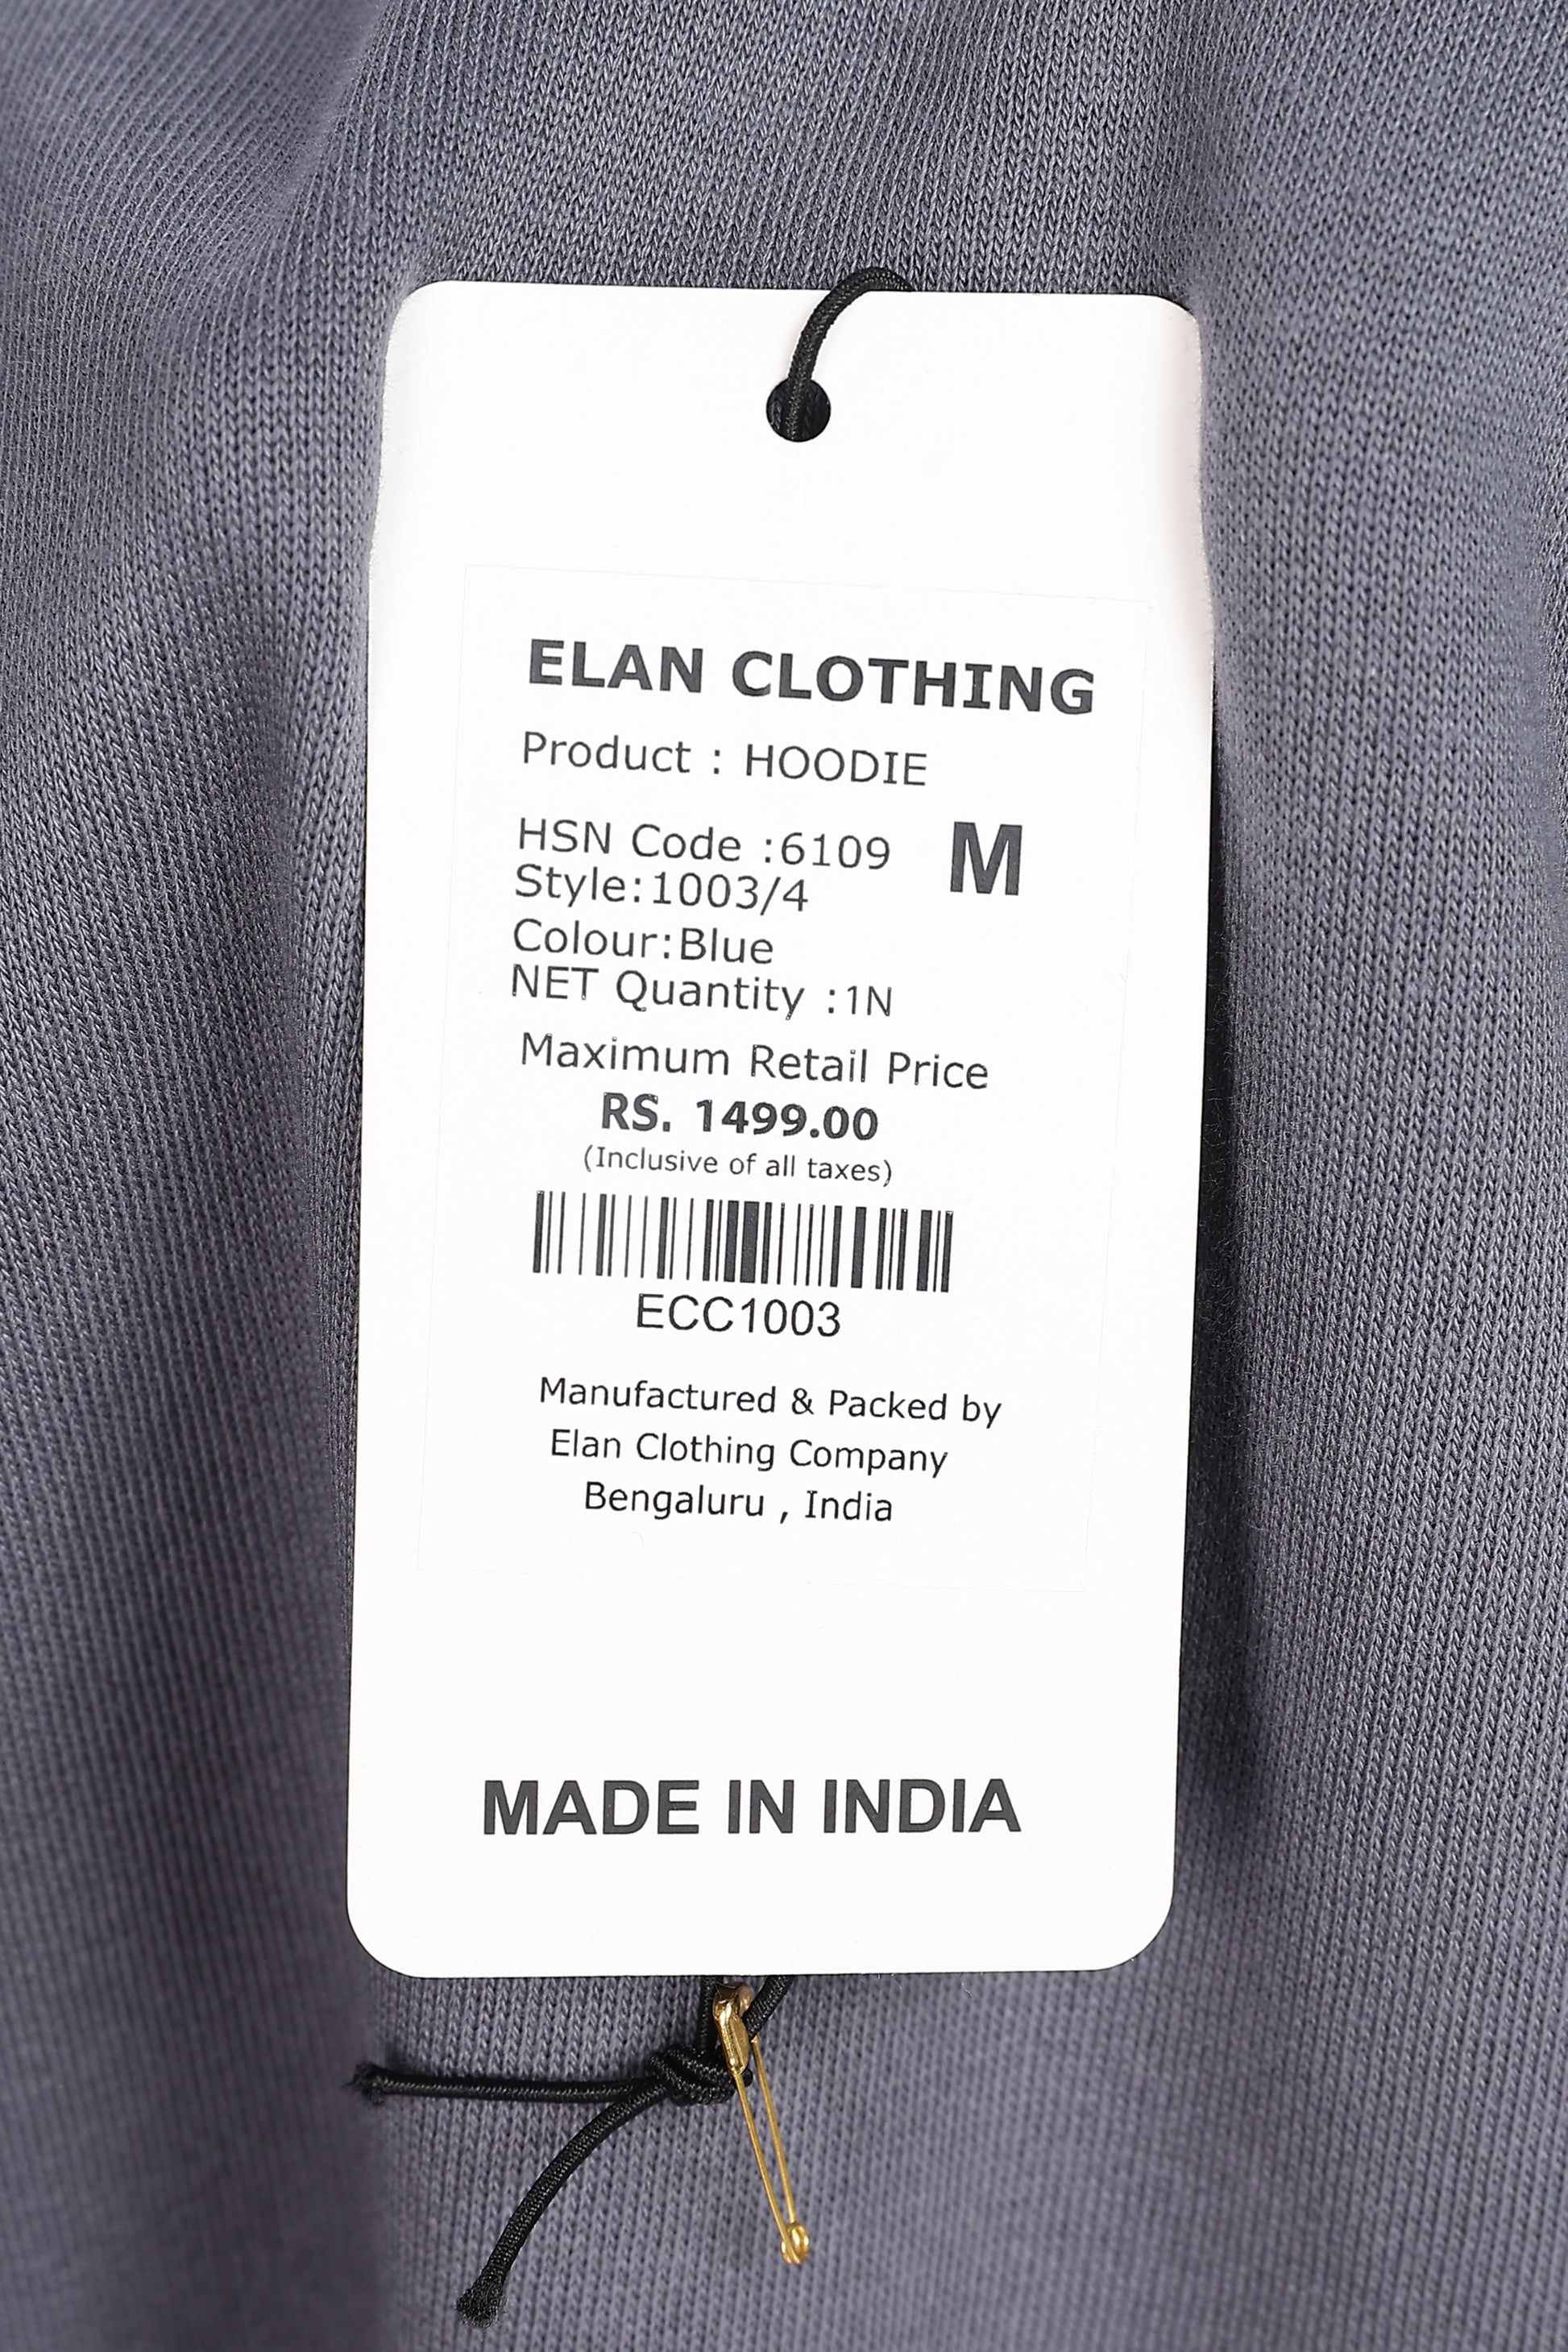 ELAN CLOTHING
Product : HOODIE
HSN Code :6109
M
Style:1003/4
Colour:Blue
NET Quantity :1N
Maximum Retail Price
RS. 1499.00
(Inclusive of all taxes)
ECC1003
Manufactured & Packed by
Elan Clothing Company
Bengaluru , India
MADE IN INDIA